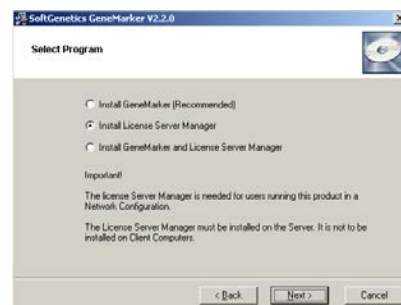 SoftGenetics GeneMarker V2.2.0
Select Program
Install GeneMarker (Recommended)
Install License Server Manager
Install GeneMarker and License Server Manager
Important!
The license Server Manager is needed for users running this product in a
Network Configuration.
The License Server Manager must be installed on the Server. It is not to be
installed on Client Computers.
< Back Next > Cancel